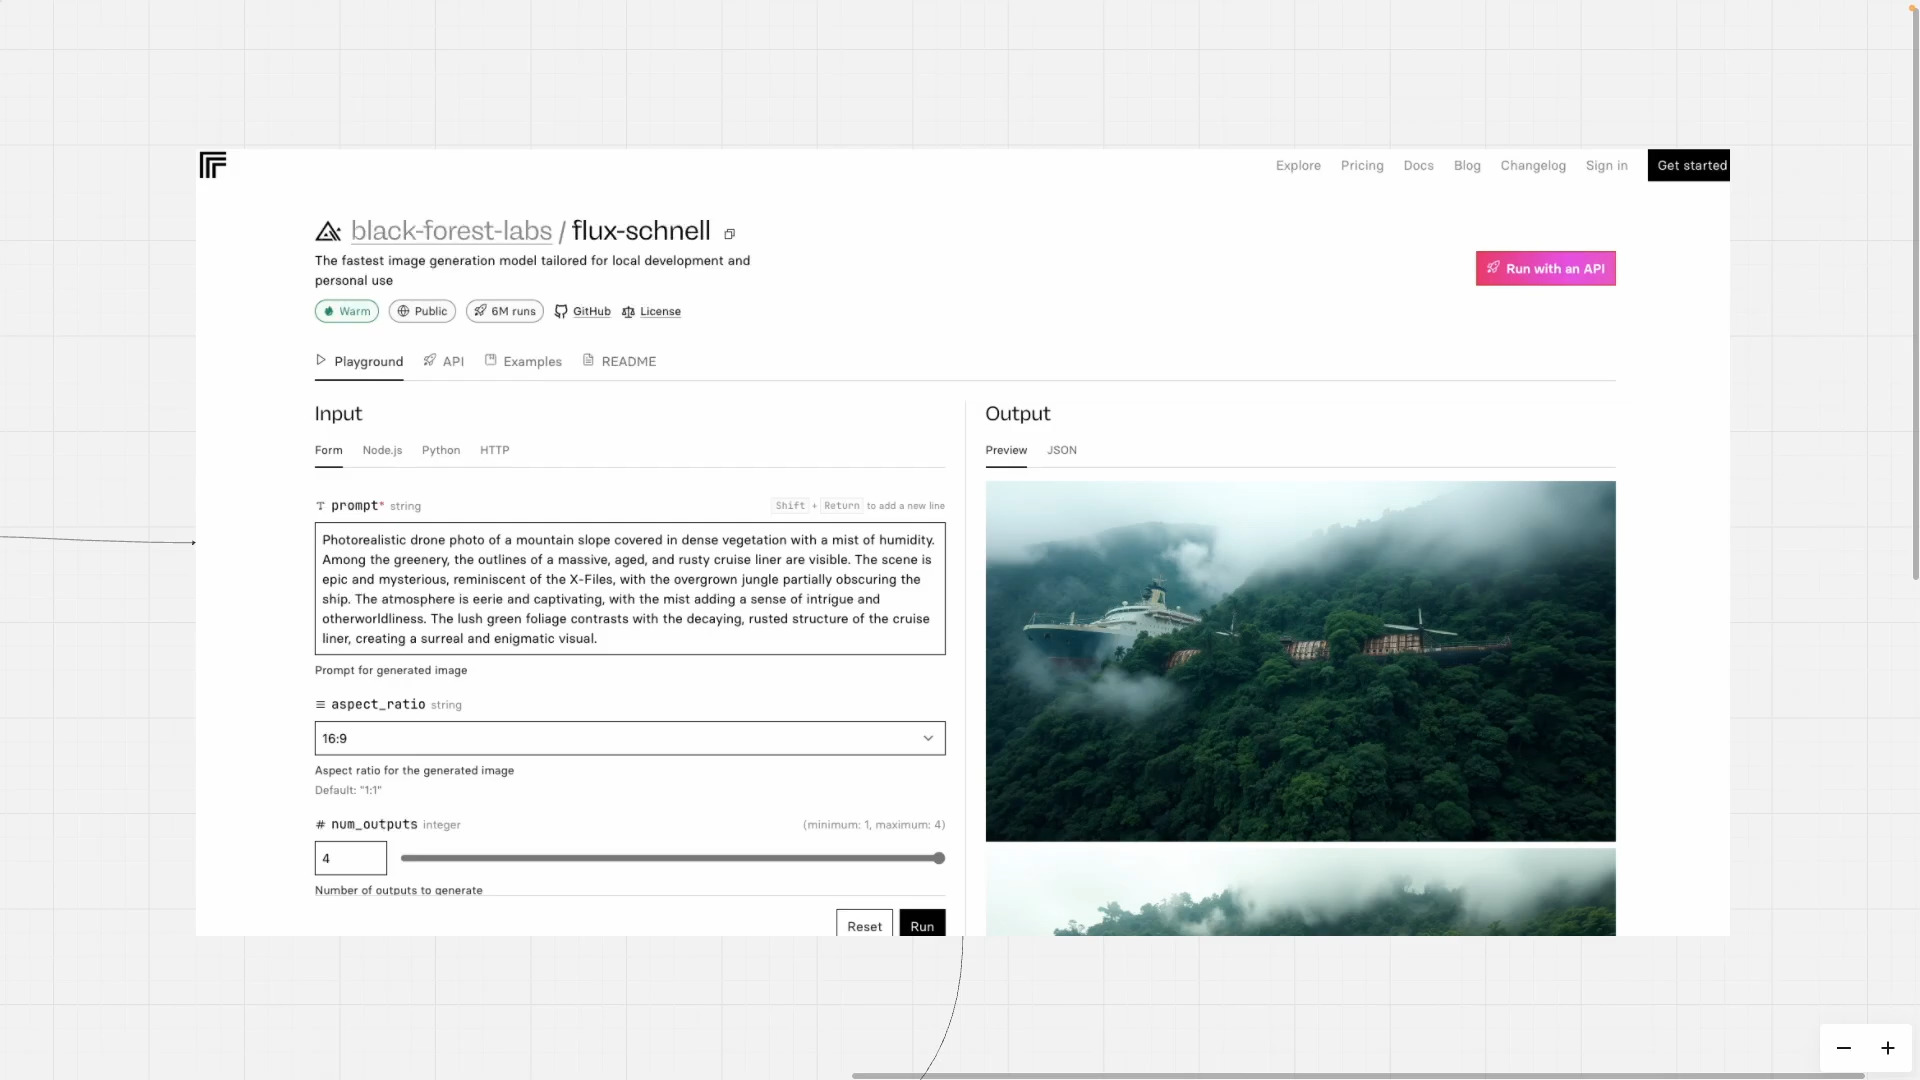 Explore Pricing Docs Blog Changelog Sign in Get started
black-forest-labs / flux-schnell
The fastest image generation model tailored for local development and
personal use
Run with an API
Warm Public 6M runs GitHub License
Playground API Examples README
Input
Form Node.js Python HTTP
prompt* string Shift + Return to add a new line
Photorealistic drone photo of a mountain slope covered in dense vegetation with a mist of humidity.
Among the greenery, the outlines of a massive, aged, and rusty cruise liner are visible. The scene is
epic and mysterious, reminiscent of the X-Files, with the overgrown jungle partially obscuring the
ship. The atmosphere is eerie and captivating, with the mist adding a sense of intrigue and
otherworldliness. The lush green foliage contrasts with the decaying, rusted structure of the cruise
liner, creating a surreal and enigmatic visual.
Prompt for generated image
aspect_ratio string
16:9
Aspect ratio for the generated image
Default: "1:1"
# num_outputs integer (minimum: 1, maximum: 4)
4
Number of outputs to generate
Reset Run
Output
Preview JSON